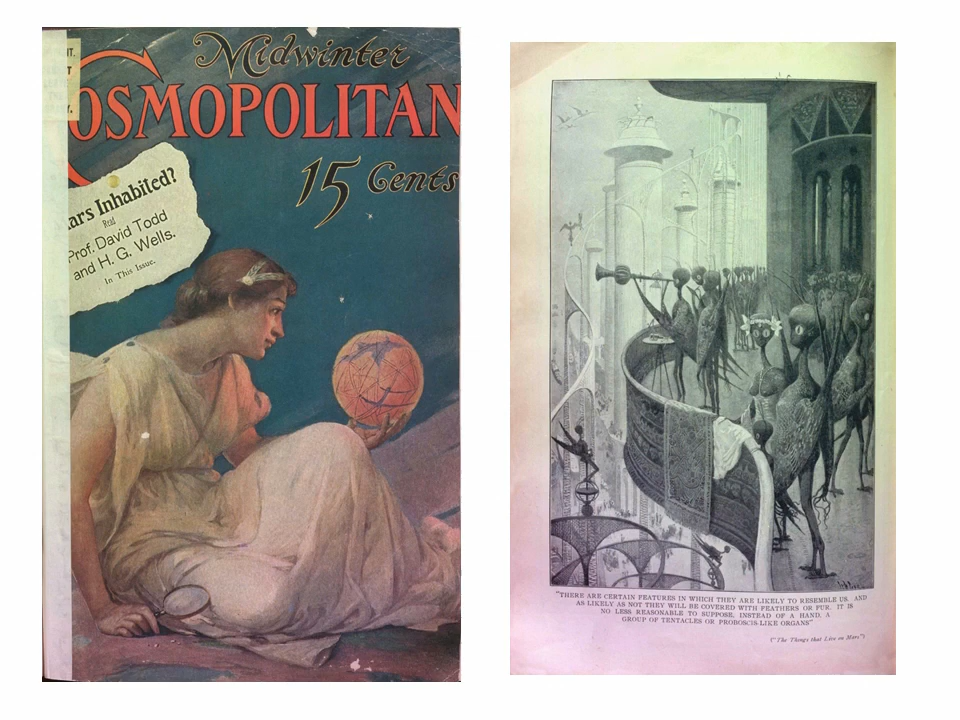 Midwinter
COSMOPOLITAN
15 Cents
ars Inhabited?
Read
Prof. David Todd
and H. G. Wells.
In This Issue.
"THERE ARE CERTAIN FEATURES IN WHICH THEY ARE LIKELY TO RESEMBLE US. AND
AS LIKELY AS NOT THEY WILL BE COVERED WITH FEATHERS OR FUR. IT IS
NO LESS REASONABLE TO SUPPOSE, INSTEAD OF A HAND, A
GROUP OF TENTACLES OR PROBOSCIS-LIKE ORGANS"
("The Things that Live on Mars")